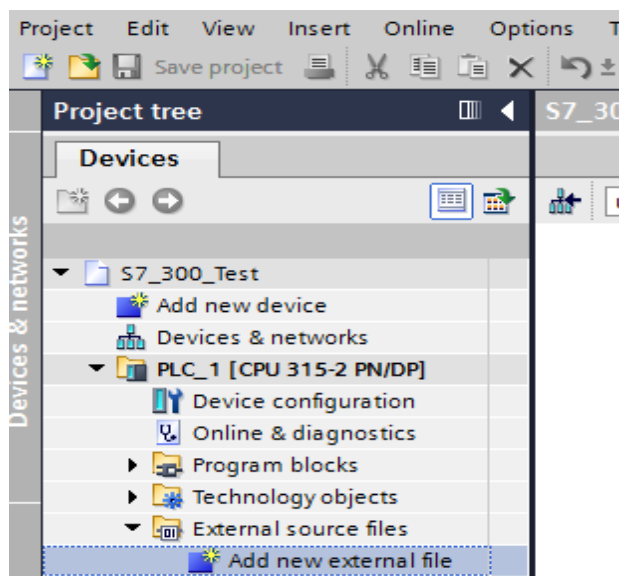 Project Edit View Insert Online Options
Save project
Project tree
S7_30
Devices
Devices & networks
S7_300_Test
Add new device
Devices & networks
PLC_1 [CPU 315-2 PN/DP]
Device configuration
Online & diagnostics
Program blocks
Technology objects
External source files
Add new external file